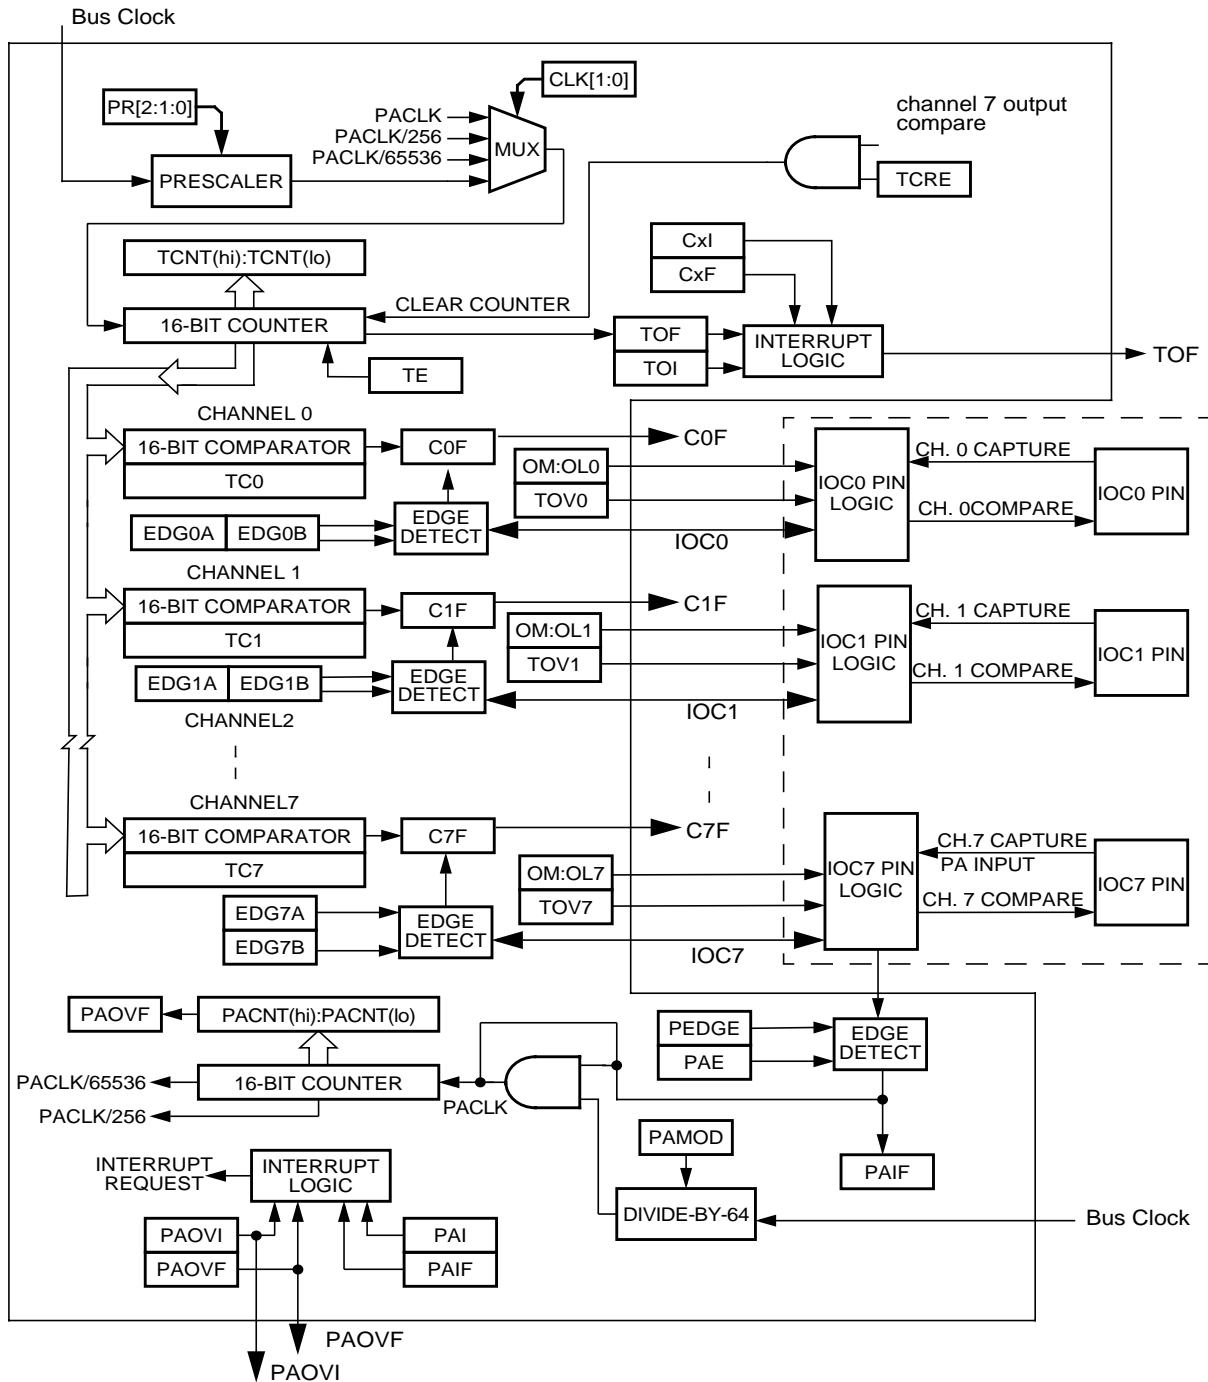 Bus Clock
PR[2:1:0]
CLK[1:0]
PACLK
PACLK/256
PACLK/65536
MUX
channel 7 output
compare
PRESCALER
TCRE
TCNT(hi):TCNT(lo)
CxI
CxF
CLEAR COUNTER
16-BIT COUNTER
TOF
TOI
INTERRUPT
LOGIC
TOF
TE
CHANNEL 0
16-BIT COMPARATOR
TC0
C0F
C0F
OM:OL0
TOV0
IOC0 PIN
LOGIC
CH. 0 CAPTURE
CH. 0COMPARE
IOC0 PIN
EDG0A
EDG0B
EDGE
DETECT
IOC0
CHANNEL 1
16-BIT COMPARATOR
TC1
C1F
C1F
OM:OL1
TOV1
IOC1 PIN
LOGIC
CH. 1 CAPTURE
CH. 1 COMPARE
IOC1 PIN
EDG1A
EDG1B
EDGE
DETECT
IOC1
CHANNEL2
CHANNEL7
16-BIT COMPARATOR
TC7
C7F
C7F
OM:OL7
TOV7
IOC7 PIN
LOGIC
CH.7 CAPTURE
PA INPUT
CH. 7 COMPARE
IOC7 PIN
EDG7A
EDG7B
EDGE
DETECT
IOC7
PAOVF
PACNT(hi):PACNT(lo)
PEDGE
PAE
EDGE
DETECT
PACLK/65536
16-BIT COUNTER
PACLK
PACLK/256
PAMOD
PAIF
INTERRUPT
REQUEST
INTERRUPT
LOGIC
DIVIDE-BY-64
Bus Clock
PAOVI
PAOVF
PAI
PAIF
PAOVF
PAOVI